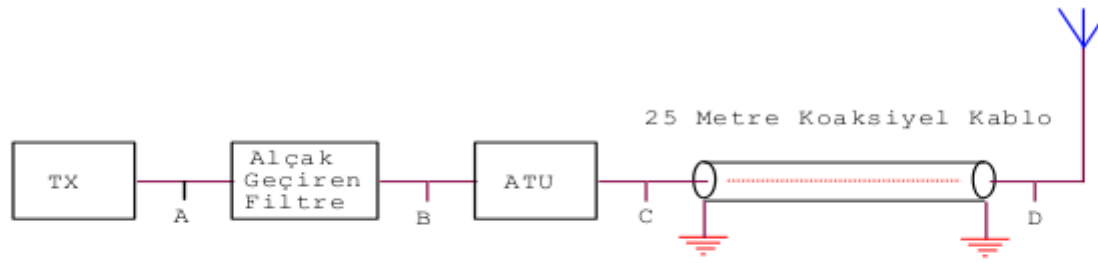 25 Metre Koaksiyel Kablo
TX
Alçak
Geçiren
Filtre
ATU
A
B
C
D